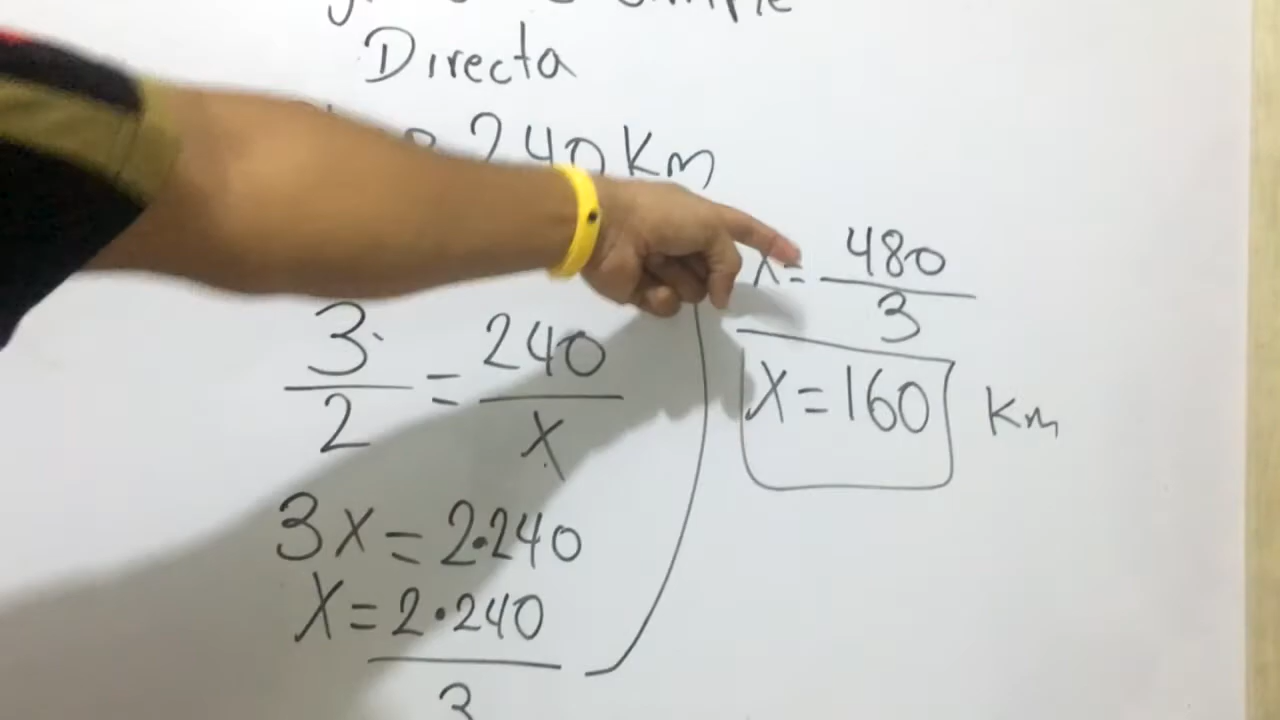 Directa
240 Km
3/2 = 240/X
3X = 2·240
X = 2·240/3
X = 480/3
X = 160 Km